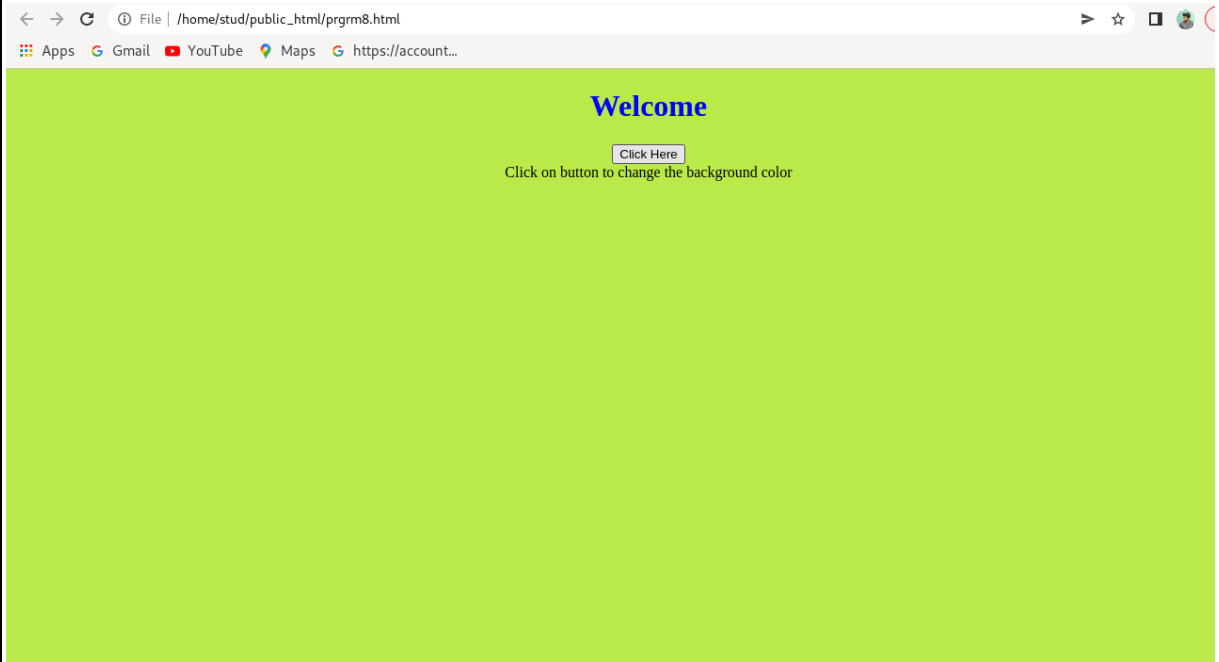 File | /home/stud/public_html/prgrm8.html
Apps Gmail YouTube Maps https://account...
Welcome
Click Here
Click on button to change the background color